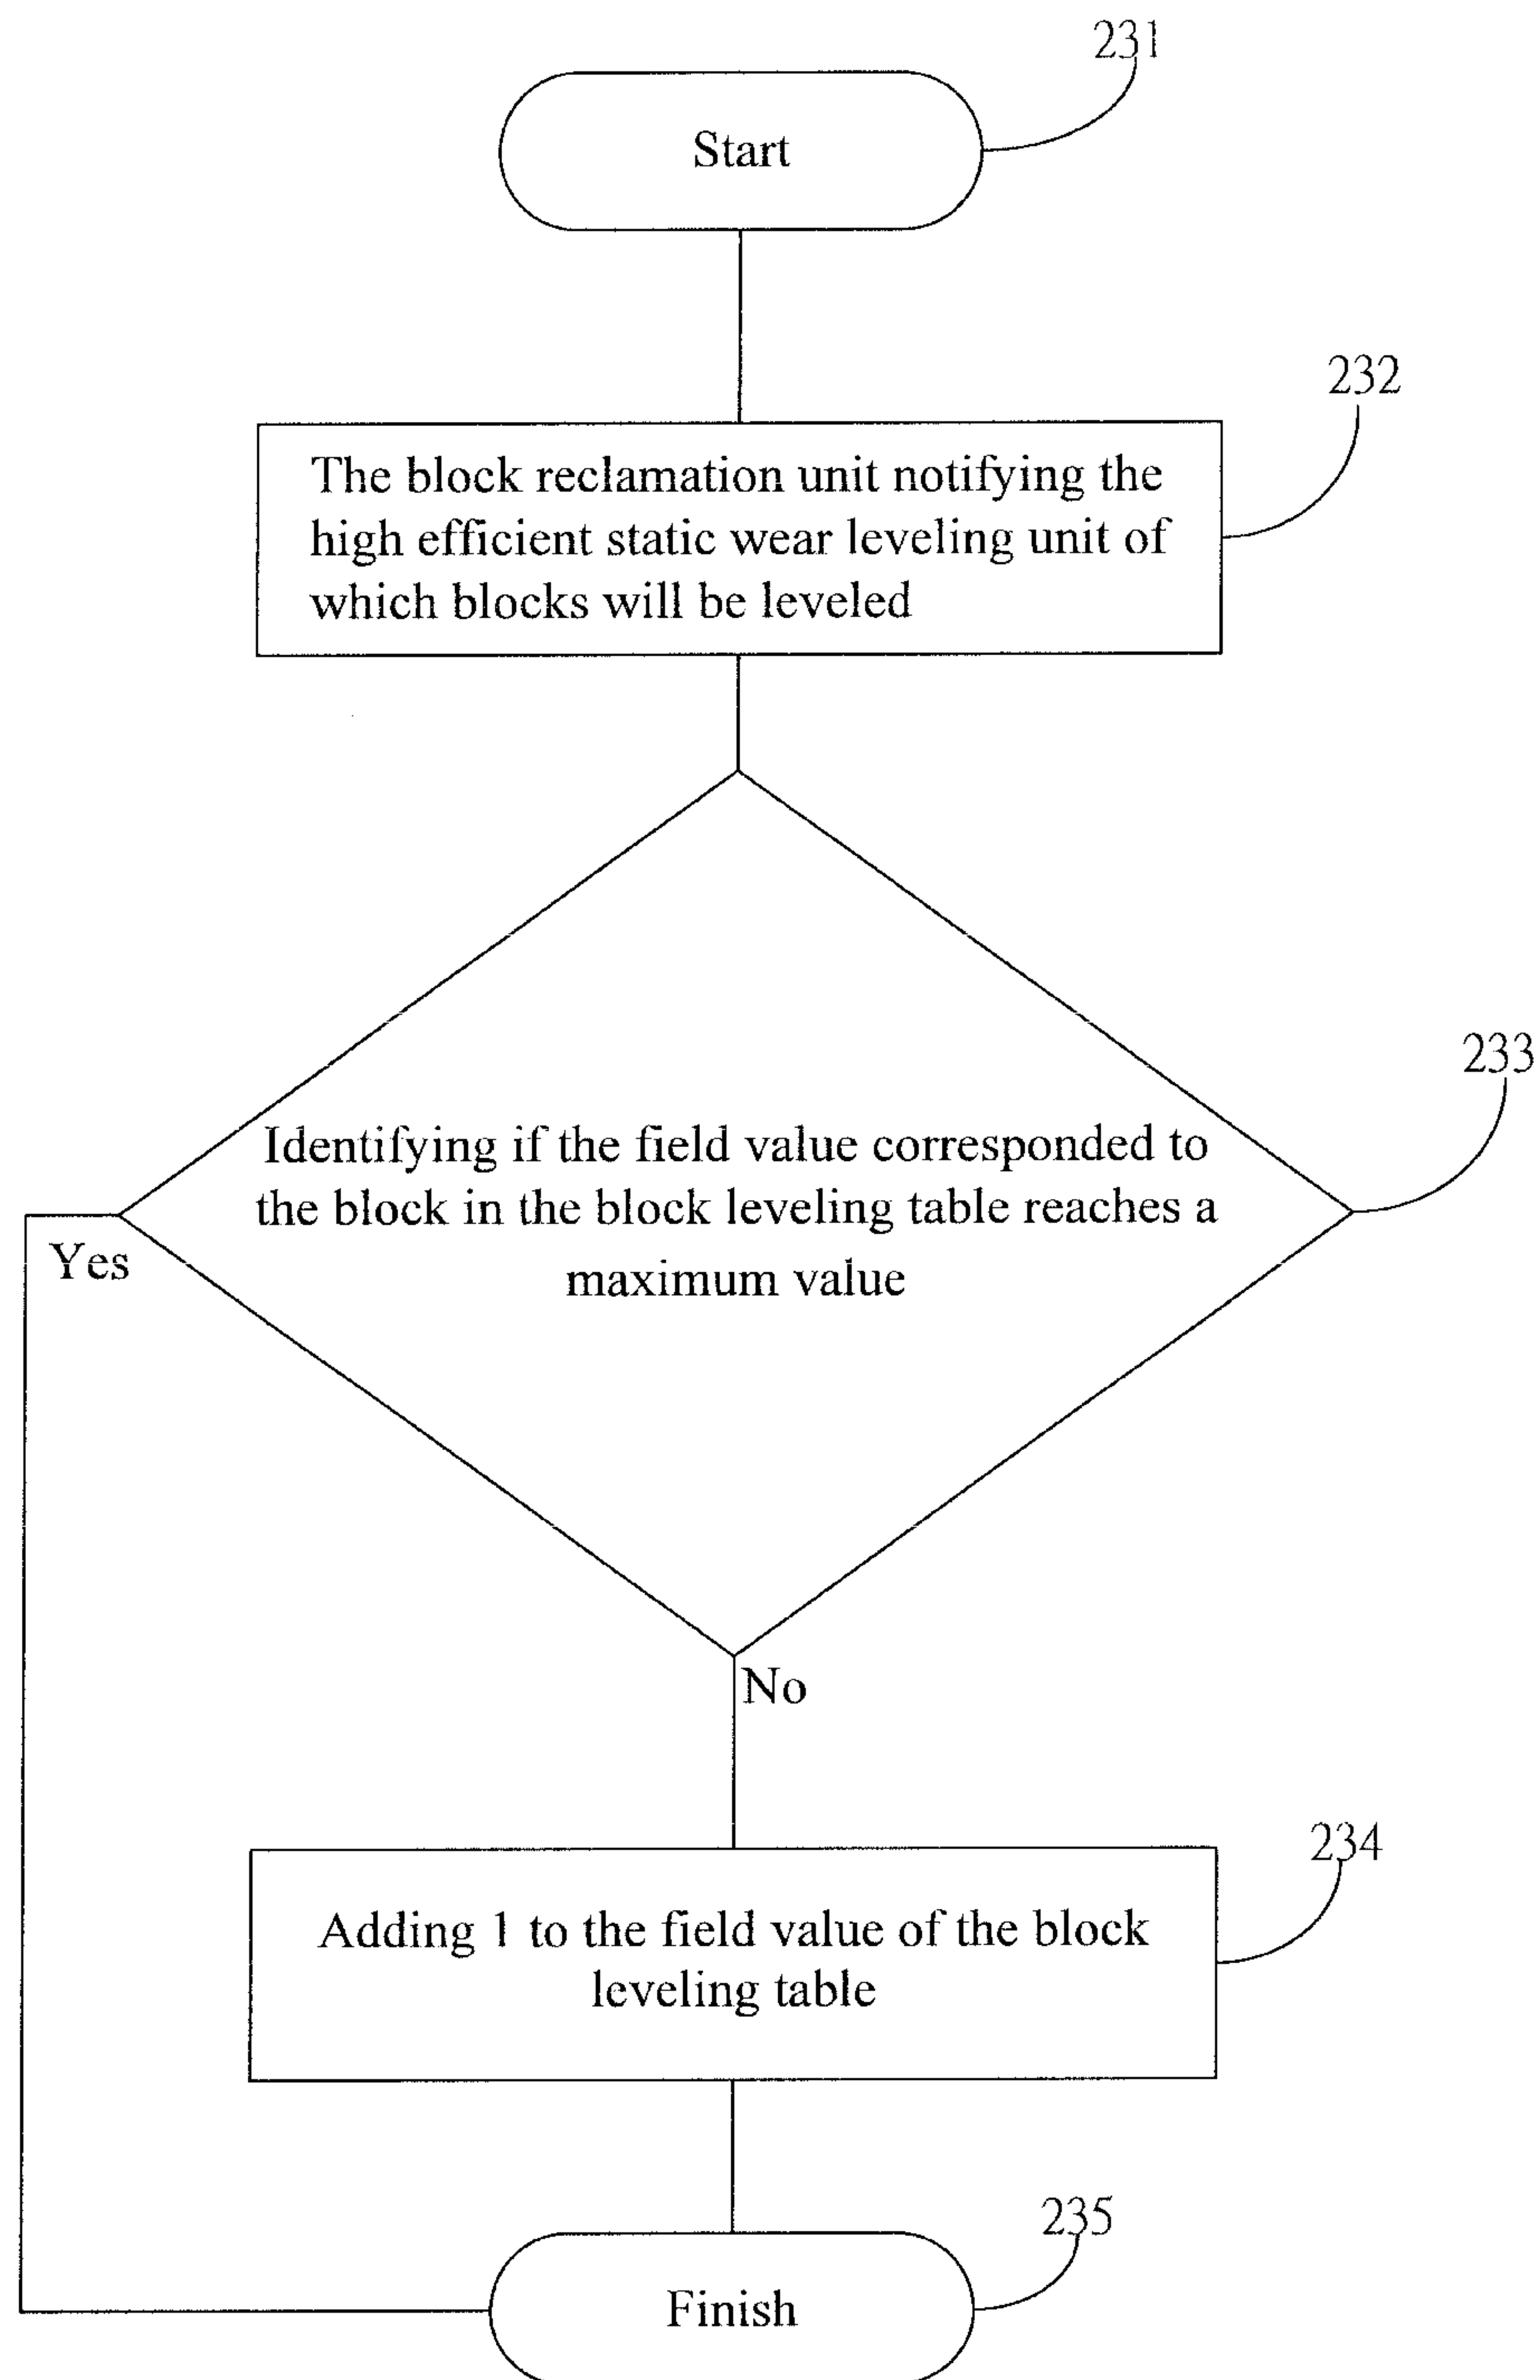 231
Start
232
The block reclamation unit notifying the
high efficient static wear leveling unit of
which blocks will be leveled
233
Identifying if the field value corresponded to
the block in the block leveling table reaches a
maximum value
Yes
No
234
Adding 1 to the field value of the block
leveling table
235
Finish